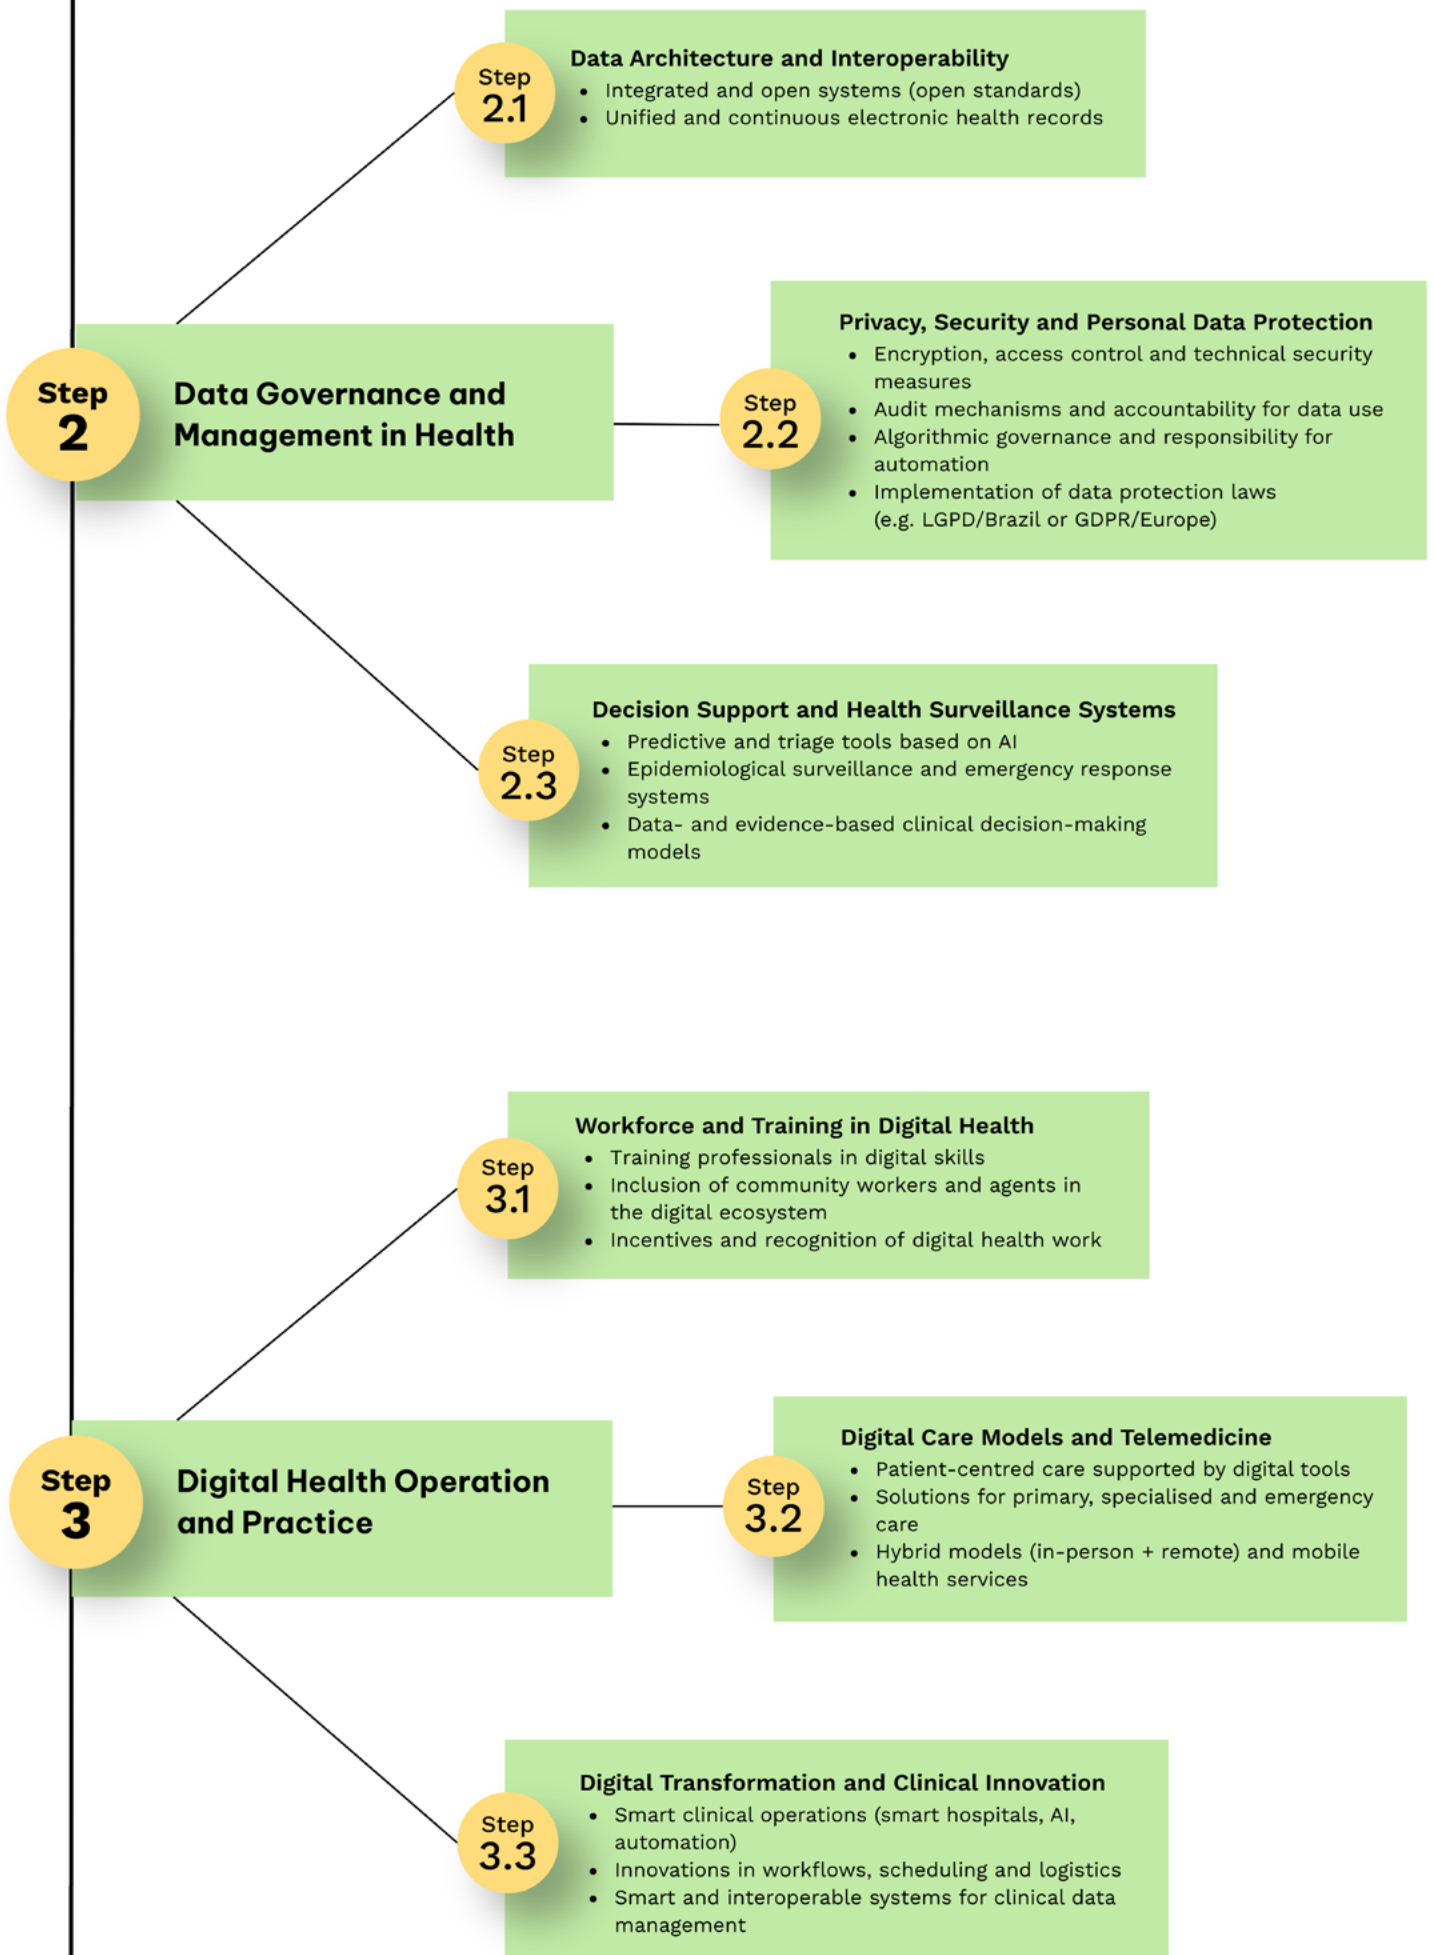 Step
2.1
Data Architecture and Interoperability
• Integrated and open systems (open standards)
• Unified and continuous electronic health records
Step
2
Data Governance and
Management in Health
Step
2.2
Privacy, Security and Personal Data Protection
• Encryption, access control and technical security
measures
• Audit mechanisms and accountability for data use
• Algorithmic governance and responsibility for
automation
• Implementation of data protection laws
(e.g. LGPD/Brazil or GDPR/Europe)
Step
2.3
Decision Support and Health Surveillance Systems
• Predictive and triage tools based on AI
• Epidemiological surveillance and emergency response
systems
• Data- and evidence-based clinical decision-making
models
Step
3.1
Workforce and Training in Digital Health
• Training professionals in digital skills
• Inclusion of community workers and agents in
the digital ecosystem
• Incentives and recognition of digital health work
Step
3
Digital Health Operation
and Practice
Step
3.2
Digital Care Models and Telemedicine
• Patient-centred care supported by digital tools
• Solutions for primary, specialised and emergency
care
• Hybrid models (in-person + remote) and mobile
health services
Step
3.3
Digital Transformation and Clinical Innovation
• Smart clinical operations (smart hospitals, AI,
automation)
• Innovations in workflows, scheduling and logistics
• Smart and interoperable systems for clinical data
management